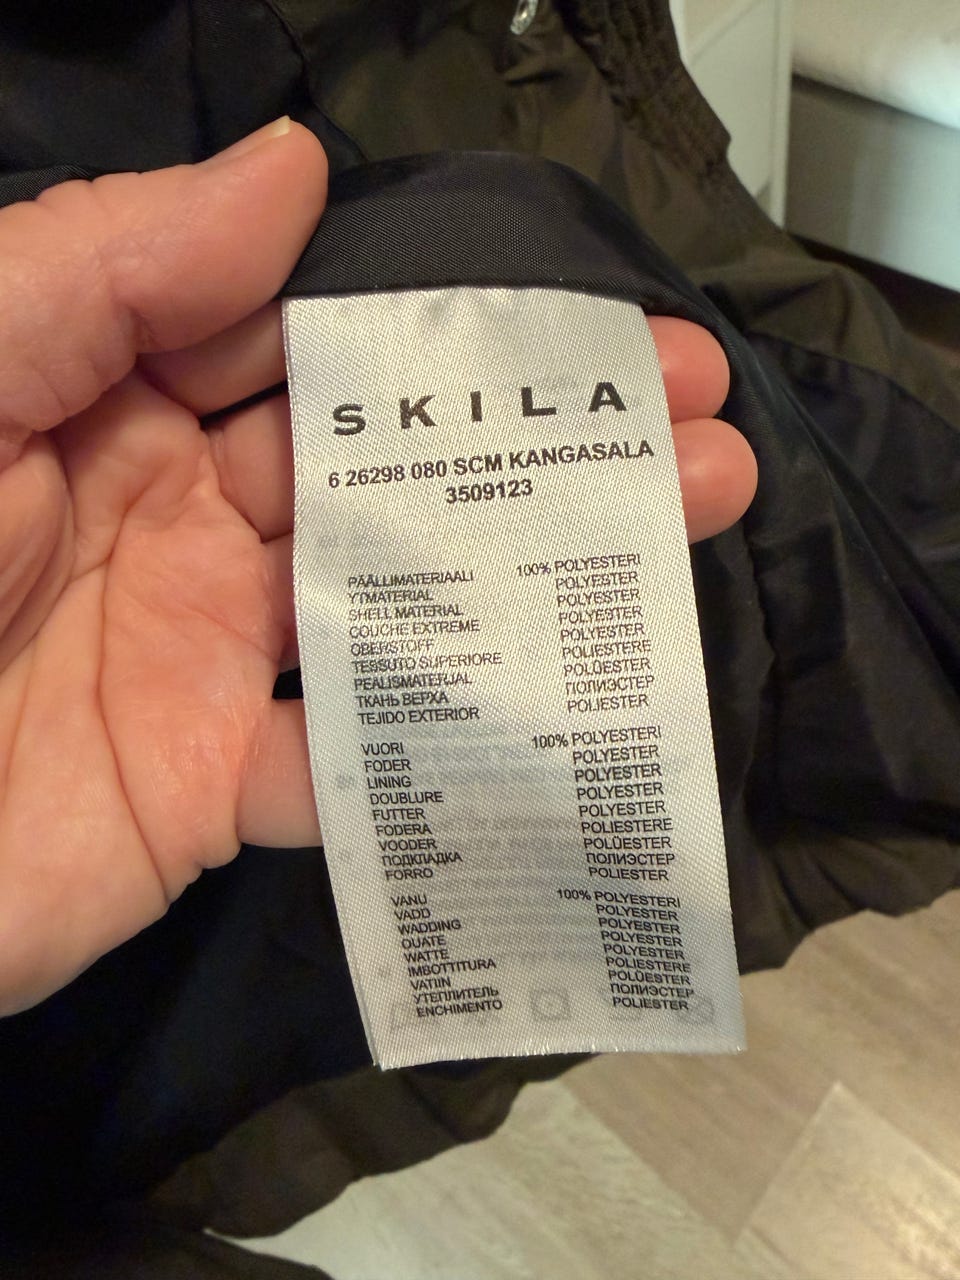 SKILA
6 26298 080 SCM KANGASALA
3509123
PÄÄLLIMATERIAALI 100% POLYESTERI
YTMATERIAL POLYESTER
SHELL MATERIAL POLYESTER
COUCHE EXTREME POLYESTER
OBERSTOFF POLYESTER
TESSUTO SUPERIORE POLIESTERE
PEALISMATERJAL POLÜESTER
ТКАНЬ ВЕРХА ПОЛИЭСТЕР
TEJIDO EXTERIOR POLIESTER
VUORI 100% POLYESTERI
FODER POLYESTER
LINING POLYESTER
DOUBLURE POLYESTER
FUTTER POLYESTER
FODERA POLIESTERE
VOODER POLÜESTER
ПОДКЛАДКА ПОЛИЭСТЕР
FORRO POLIESTER
VANU 100% POLYESTERI
VADD POLYESTER
WADDING POLYESTER
OUATE POLYESTER
WATTE POLYESTER
IMBOTTITURA POLIESTERE
VATIIN POLÜESTER
УТЕПЛИТЕЛЬ ПОЛИЭСТЕР
ENCHIMENTO POLIESTER